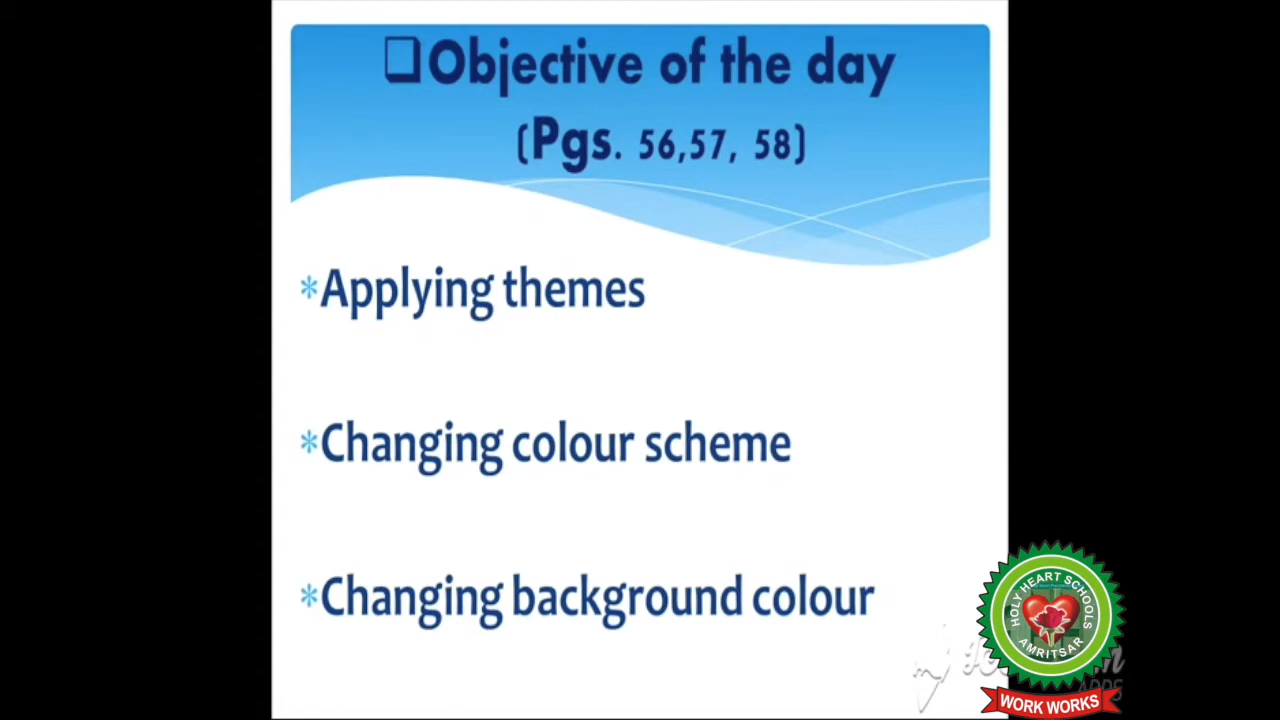 ❑Objective of the day
(Pgs. 56,57, 58)
*Applying themes
*Changing colour scheme
*Changing background colour
HOLY HEART SCHOOLS
AMRITSAR
WORK WORKS